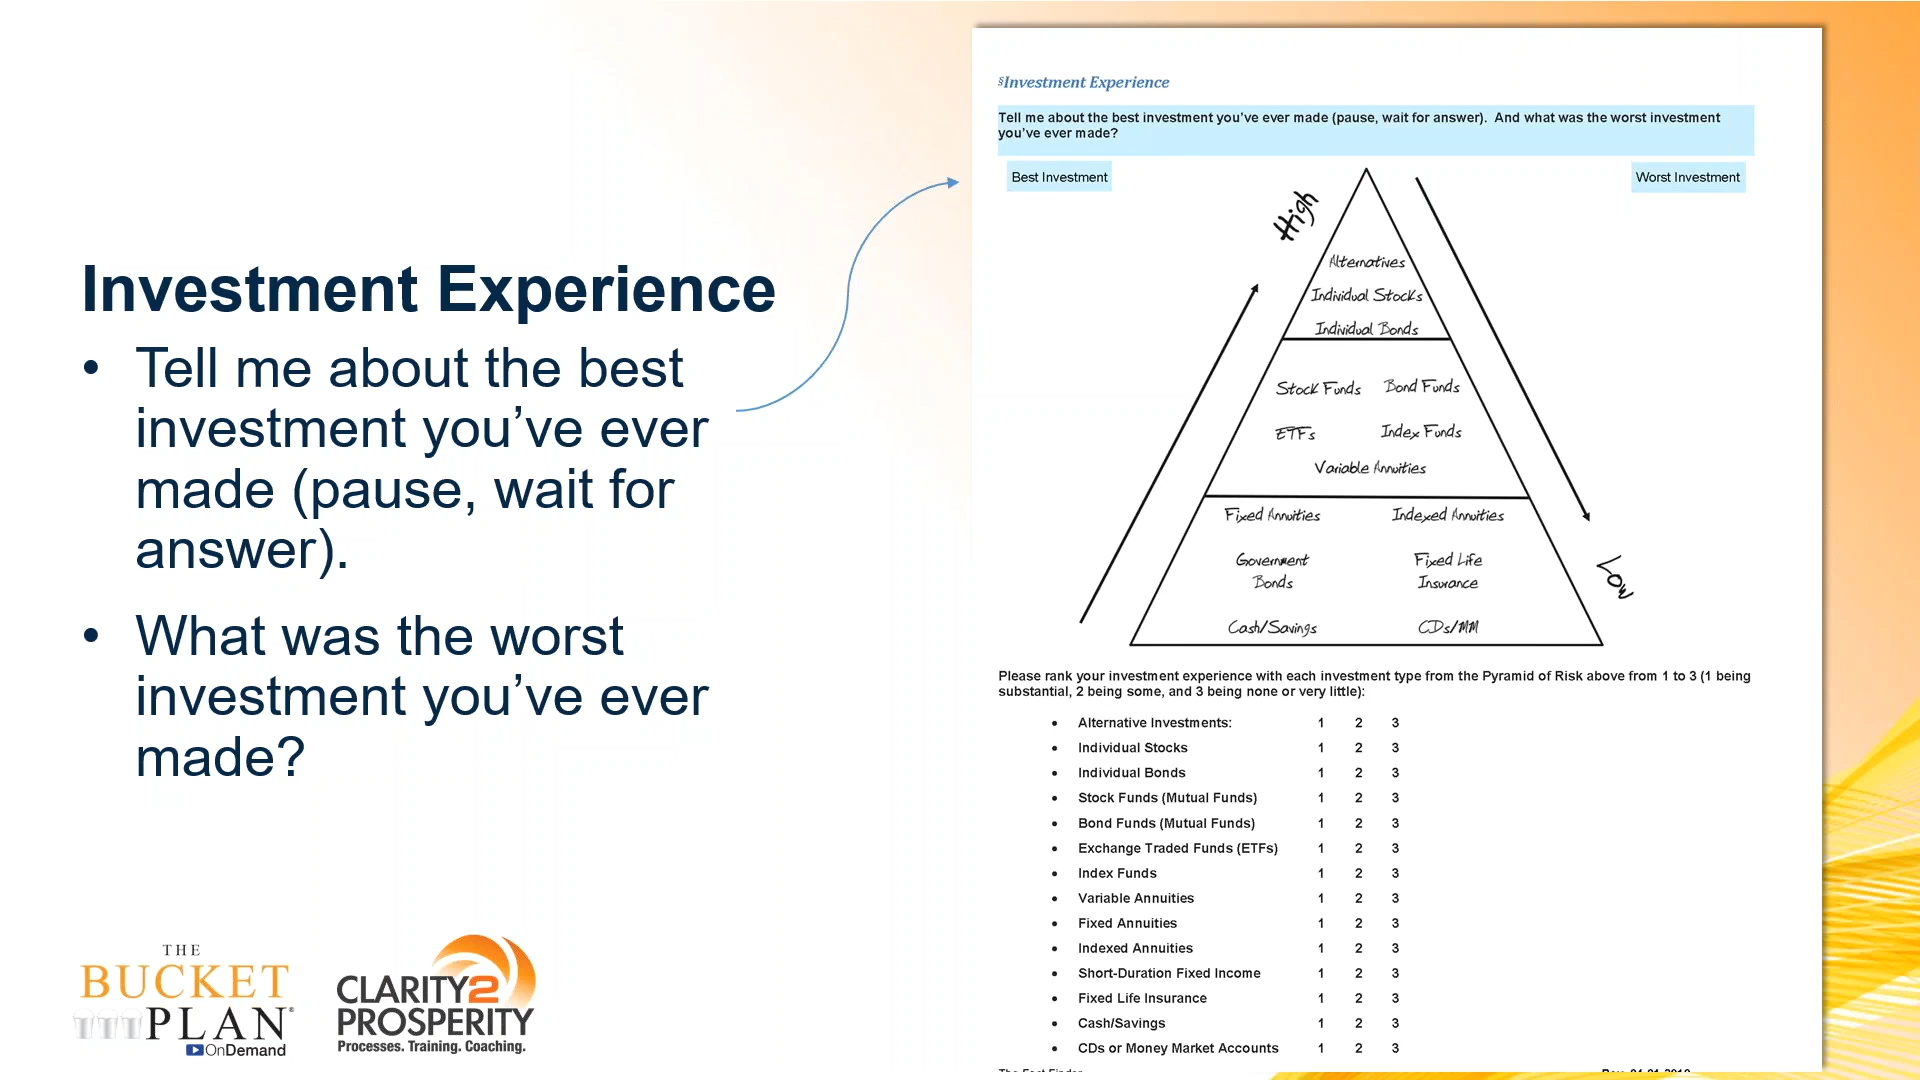 Investment Experience
• Tell me about the best
investment you’ve ever
made (pause, wait for
answer).
• What was the worst
investment you’ve ever
made?
THE
BUCKET
PLAN®
OnDemand
CLARITY2
PROSPERITY
Processes. Training. Coaching.
§Investment Experience
Tell me about the best investment you’ve ever made (pause, wait for answer).  And what was the worst investment
you’ve ever made?
Best Investment
Worst Investment
High
Alternatives
Individual Stocks
Individual Bonds
Stock Funds Bond Funds
ETFs Index Funds
Variable Annuities
Fixed Annuities Indexed Annuities
Government Fixed Life
Bonds Insurance
Cash/Savings CDs/MM
Low
Please rank your investment experience with each investment type from the Pyramid of Risk above from 1 to 3 (1 being
substantial, 2 being some, and 3 being none or very little):
• Alternative Investments: 1 2 3
• Individual Stocks 1 2 3
• Individual Bonds 1 2 3
• Stock Funds (Mutual Funds) 1 2 3
• Bond Funds (Mutual Funds) 1 2 3
• Exchange Traded Funds (ETFs) 1 2 3
• Index Funds 1 2 3
• Variable Annuities 1 2 3
• Fixed Annuities 1 2 3
• Indexed Annuities 1 2 3
• Short-Duration Fixed Income 1 2 3
• Fixed Life Insurance 1 2 3
• Cash/Savings 1 2 3
• CDs or Money Market Accounts 1 2 3